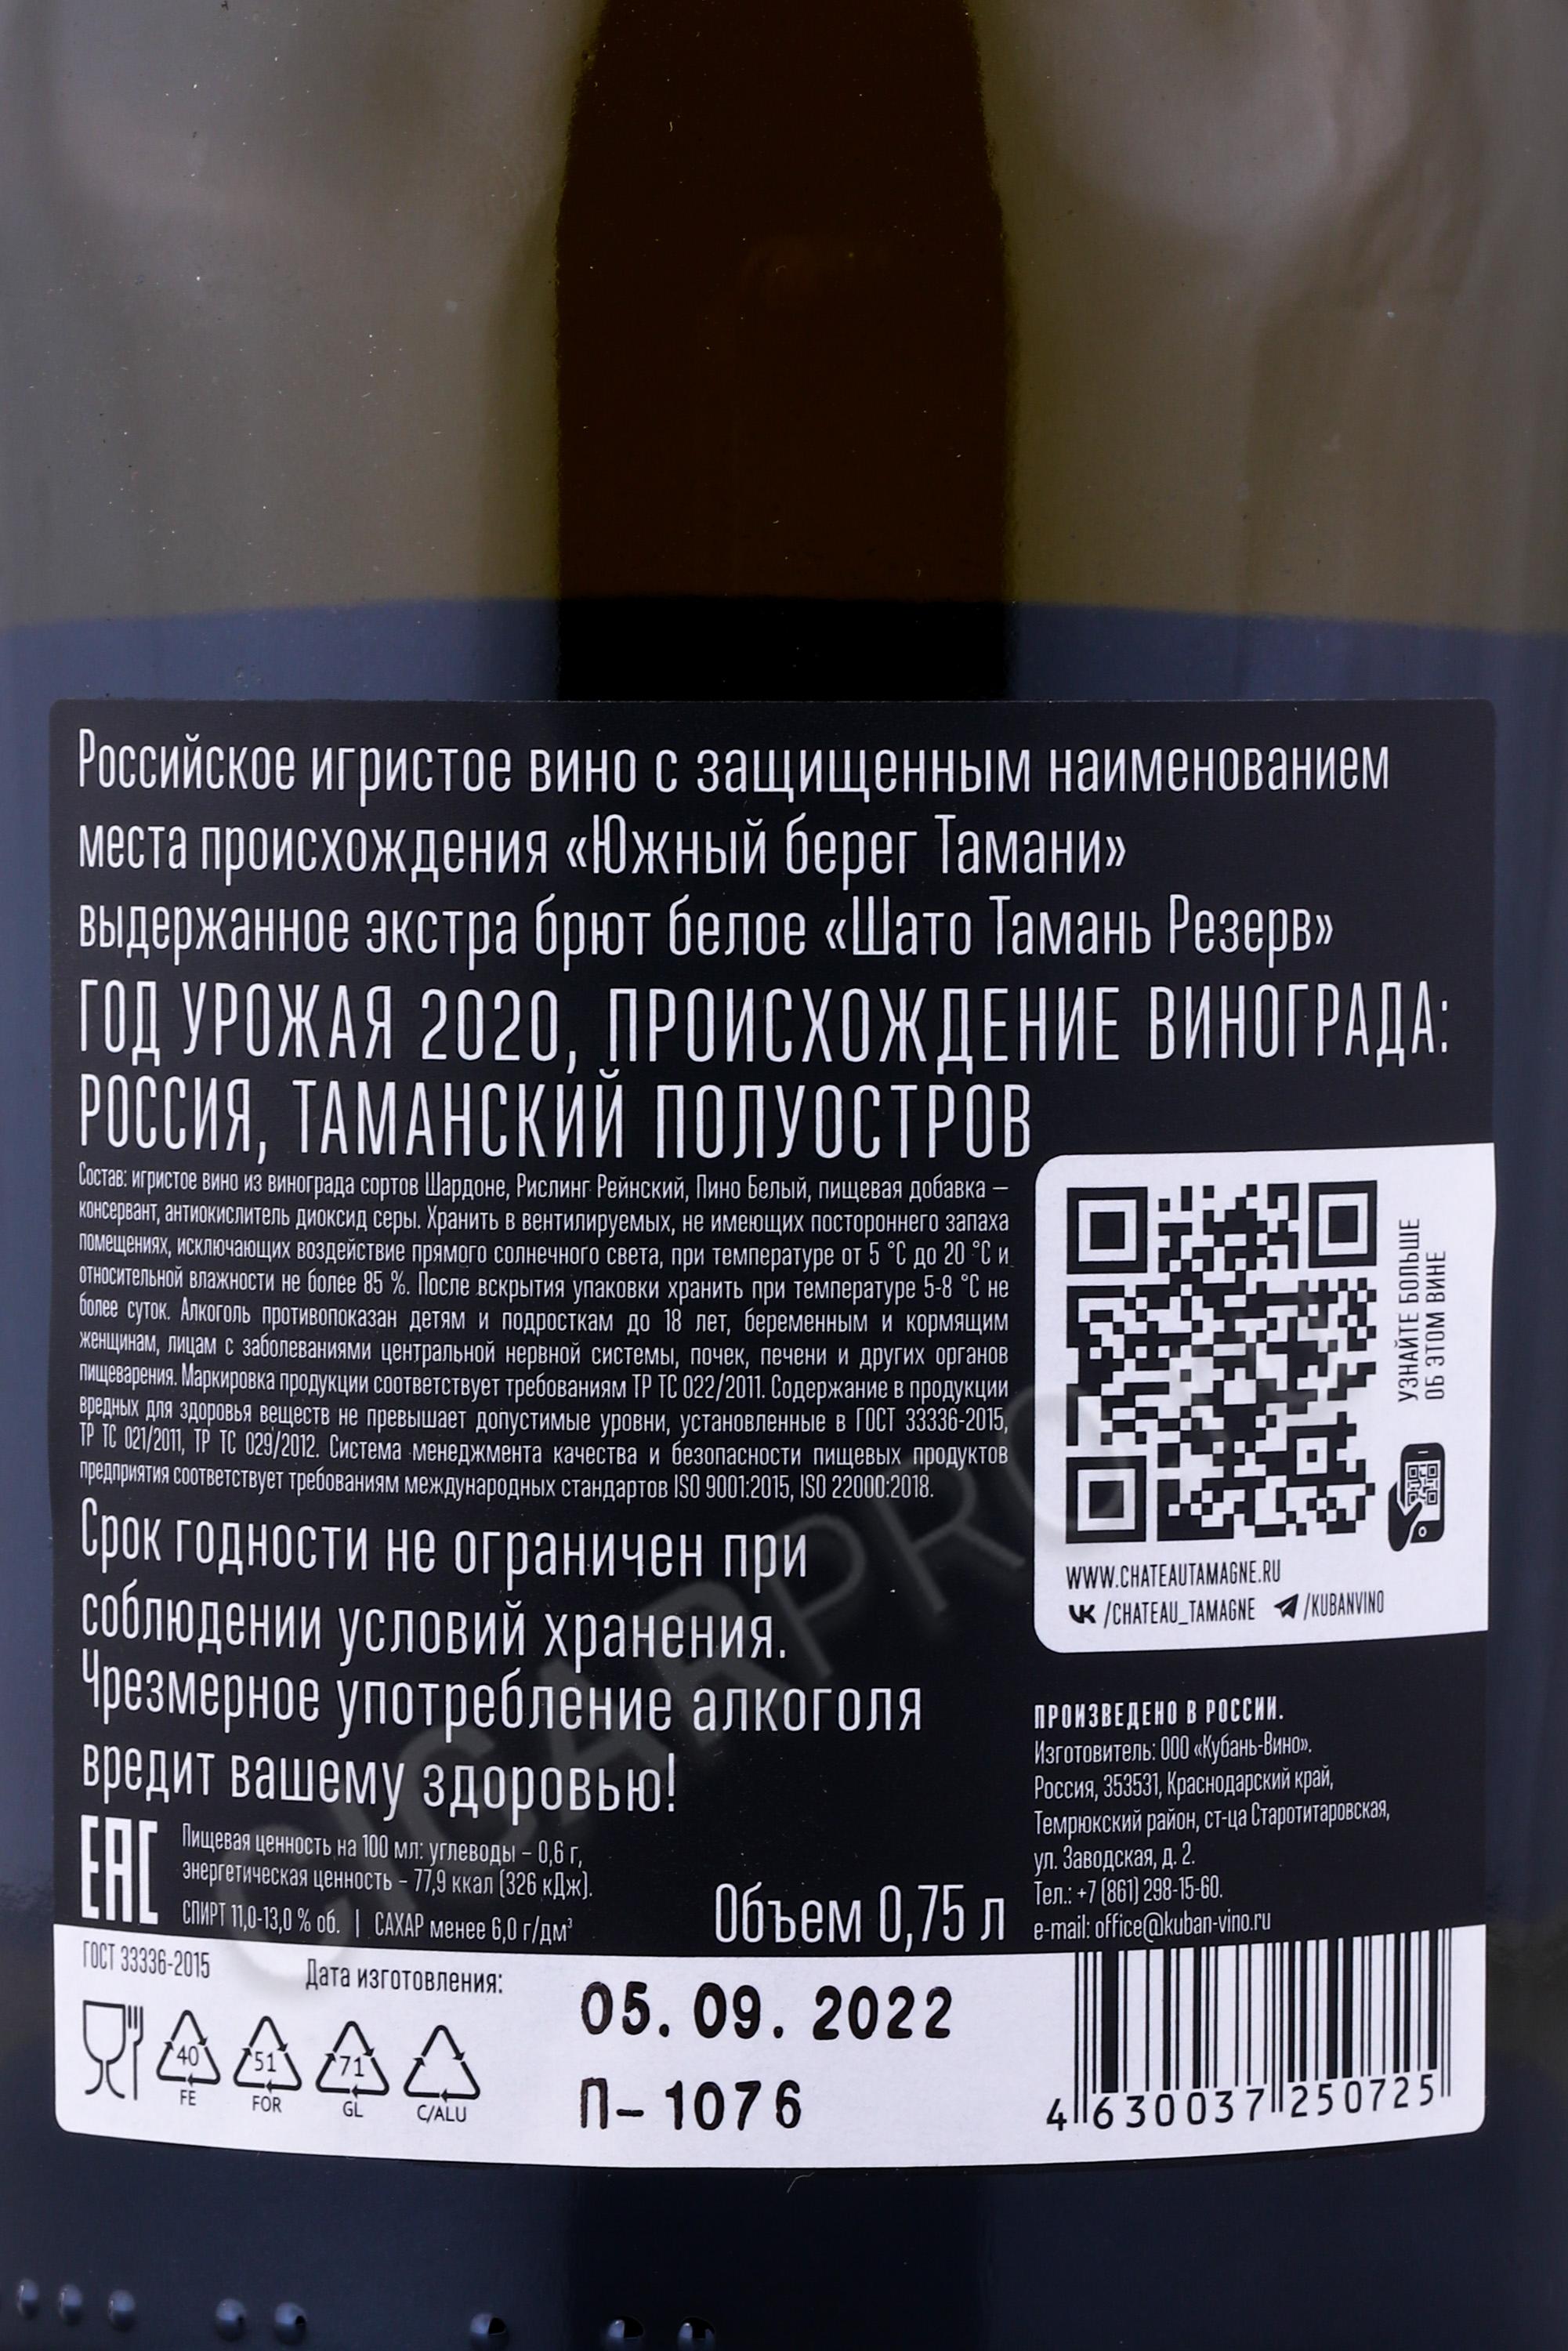 Российское игристое вино с защищенным наименованием
места происхождения «Южный берег Тамани»
выдержанное экстра брют белое «Шато Тамань Резерв»
ГОД УРОЖАЯ 2020, ПРОИСХОЖДЕНИЕ ВИНОГРАДА:
РОССИЯ, ТАМАНСКИЙ ПОЛУОСТРОВ
Состав: игристое вино из винограда сортов Шардоне, Рислинг Рейнский, Пино Белый, пищевая добавка –
консервант, антиокислитель диоксид серы. Хранить в вентилируемых, не имеющих постороннего запаха
помещениях, исключающих воздействие прямого солнечного света, при температуре от 5 °С до 20 °С и
относительной влажности не более 85 %. После вскрытия упаковки хранить при температуре 5-8 °С не
более суток. Алкоголь противопоказан детям и подросткам до 18 лет, беременным и кормящим
женщинам, лицам с заболеваниями центральной нервной системы, почек, печени и других органов
пищеварения. Маркировка продукции соответствует требованиям ТР ТС 022/2011. Содержание в продукции
вредных для здоровья веществ не превышает допустимые уровни, установленные в ГОСТ 33336-2015,
ТР ТС 021/2011, ТР ТС 029/2012. Система менеджмента качества и безопасности пищевых продуктов
предприятия соответствует требованиям международных стандартов ISO 9001:2015, ISO 22000:2018.
Срок годности не ограничен при
соблюдении условий хранения.
Чрезмерное употребление алкоголя
вредит вашему здоровью!
ЕАС
Пищевая ценность на 100 мл: углеводы – 0,6 г,
энергетическая ценность – 77,9 ккал (326 кДж).
СПИРТ 11,0-13,0 % об. | САХАР менее 6,0 г/дм³
Объем 0,75 л
УЗНАЙТЕ БОЛЬШЕ
ОБ ЭТОМ ВИНЕ
WWW.CHATEAUTAMAGNE.RU
/CHATEAU_TAMAGNE /KUBANVINO
ПРОИЗВЕДЕНО В РОССИИ.
Изготовитель: ООО «Кубань-Вино».
Россия, 353531, Краснодарский край,
Темрюкский район, ст-ца Старотитаровская,
ул. Заводская, д. 2.
Тел.: +7 (861) 298-15-60.
e-mail: office@kuban-vino.ru
ГОСТ 33336-2015
Дата изготовления:
05. 09. 2022
П-1076
40 51 71
FE FOR GL C/ALU
4 630037 250725
CIGARPRO.RU